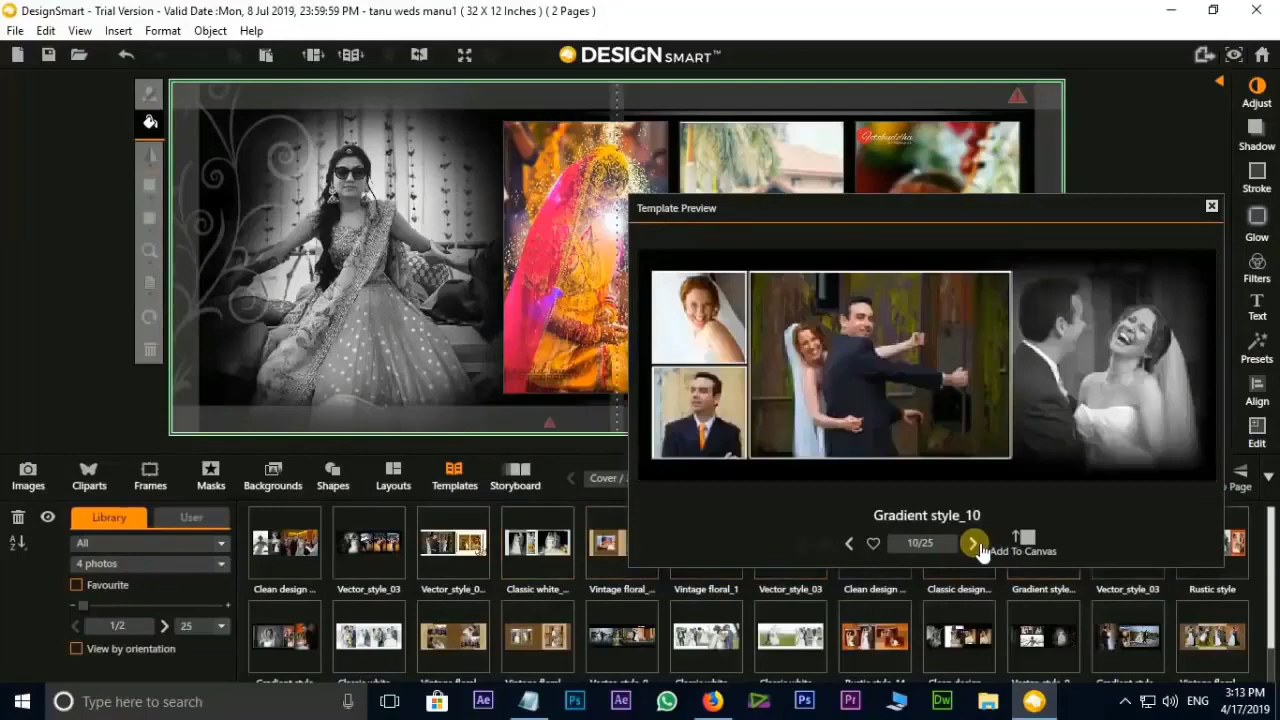 DesignSmart - Trial Version - Valid Date :Mon, 8 Jul 2019, 23:59:59 PM - tanu weds manu1 ( 32 X 12 Inches ) ( 2 Pages )
File Edit View Insert Format Object Help
DESIGN SMART™
Adjust
Shadow
Stroke
Glow
Filters
Text
Presets
Align
Edit
Template Preview
Gradient style_10
10/25
Add To Canvas
Images Cliparts Frames Masks Backgrounds Shapes Layouts Templates Storyboard Cover / Page
Library User
All
4 photos
Favourite
- +
1/2 25
View by orientation
Clean design ... Vector_style_03 Vector_style_0... Classic white_... Vintage floral_... Vintage floral_1 Vector_style_03 Clean design ... Classic design... Gradient style... Vector_style_03 Rustic style
Type here to search
ENG
3:13 PM
4/17/2019